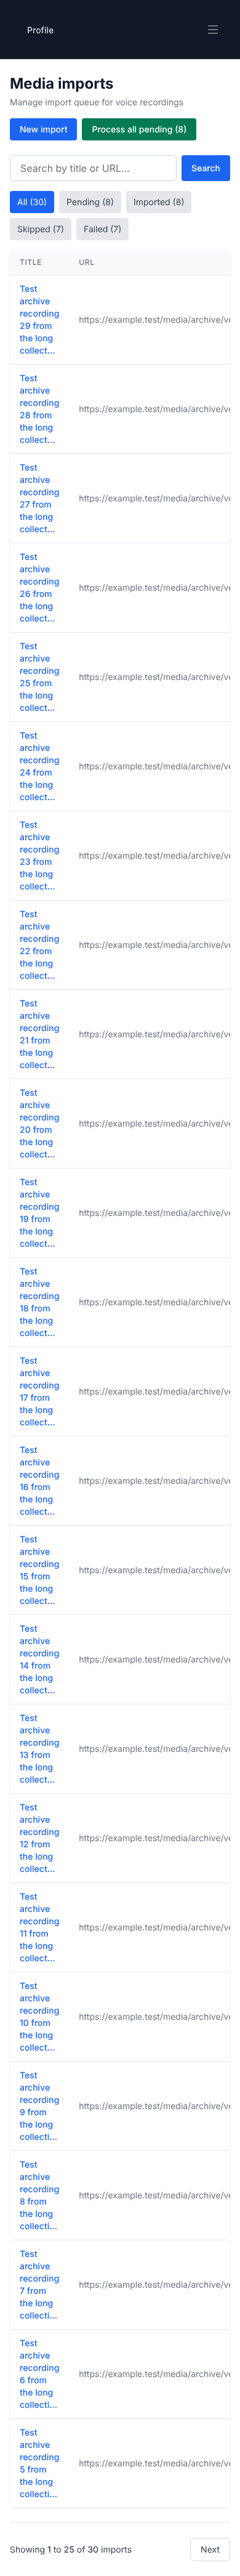 Profile
Media imports
Manage import queue for voice recordings
New import
Process all pending (8)
Search by title or URL...
Search
All (30)
Pending (8)
Imported (8)
Skipped (7)
Failed (7)
TITLE
URL
Test
archive
recording
29 from
the long
collect...
https://example.test/media/archive/
Test
archive
recording
28 from
the long
collect...
https://example.test/media/archive/
Test
archive
recording
27 from
the long
collect...
https://example.test/media/archive/
Test
archive
recording
26 from
the long
collect...
https://example.test/media/archive/
Test
archive
recording
25 from
the long
collect...
https://example.test/media/archive/
Test
archive
recording
24 from
the long
collect...
https://example.test/media/archive/
Test
archive
recording
23 from
the long
collect...
https://example.test/media/archive/
Test
archive
recording
22 from
the long
collect...
https://example.test/media/archive/
Test
archive
recording
21 from
the long
collect...
https://example.test/media/archive/
Test
archive
recording
20 from
the long
collect...
https://example.test/media/archive/
Test
archive
recording
19 from
the long
collect...
https://example.test/media/archive/
Test
archive
recording
18 from
the long
collect...
https://example.test/media/archive/
Test
archive
recording
17 from
the long
collect...
https://example.test/media/archive/
Test
archive
recording
16 from
the long
collect...
https://example.test/media/archive/
Test
archive
recording
15 from
the long
collect...
https://example.test/media/archive/
Test
archive
recording
14 from
the long
collect...
https://example.test/media/archive/
Test
archive
recording
13 from
the long
collect...
https://example.test/media/archive/
Test
archive
recording
12 from
the long
collect...
https://example.test/media/archive/
Test
archive
recording
11 from
the long
collect...
https://example.test/media/archive/
Test
archive
recording
10 from
the long
collect...
https://example.test/media/archive/
Test
archive
recording
9 from
the long
collecti...
https://example.test/media/archive/
Test
archive
recording
8 from
the long
collecti...
https://example.test/media/archive/
Test
archive
recording
7 from
the long
collecti...
https://example.test/media/archive/
Test
archive
recording
6 from
the long
collecti...
https://example.test/media/archive/
Test
archive
recording
5 from
the long
collecti...
https://example.test/media/archive/
Showing 1 to 25 of 30 imports
Next